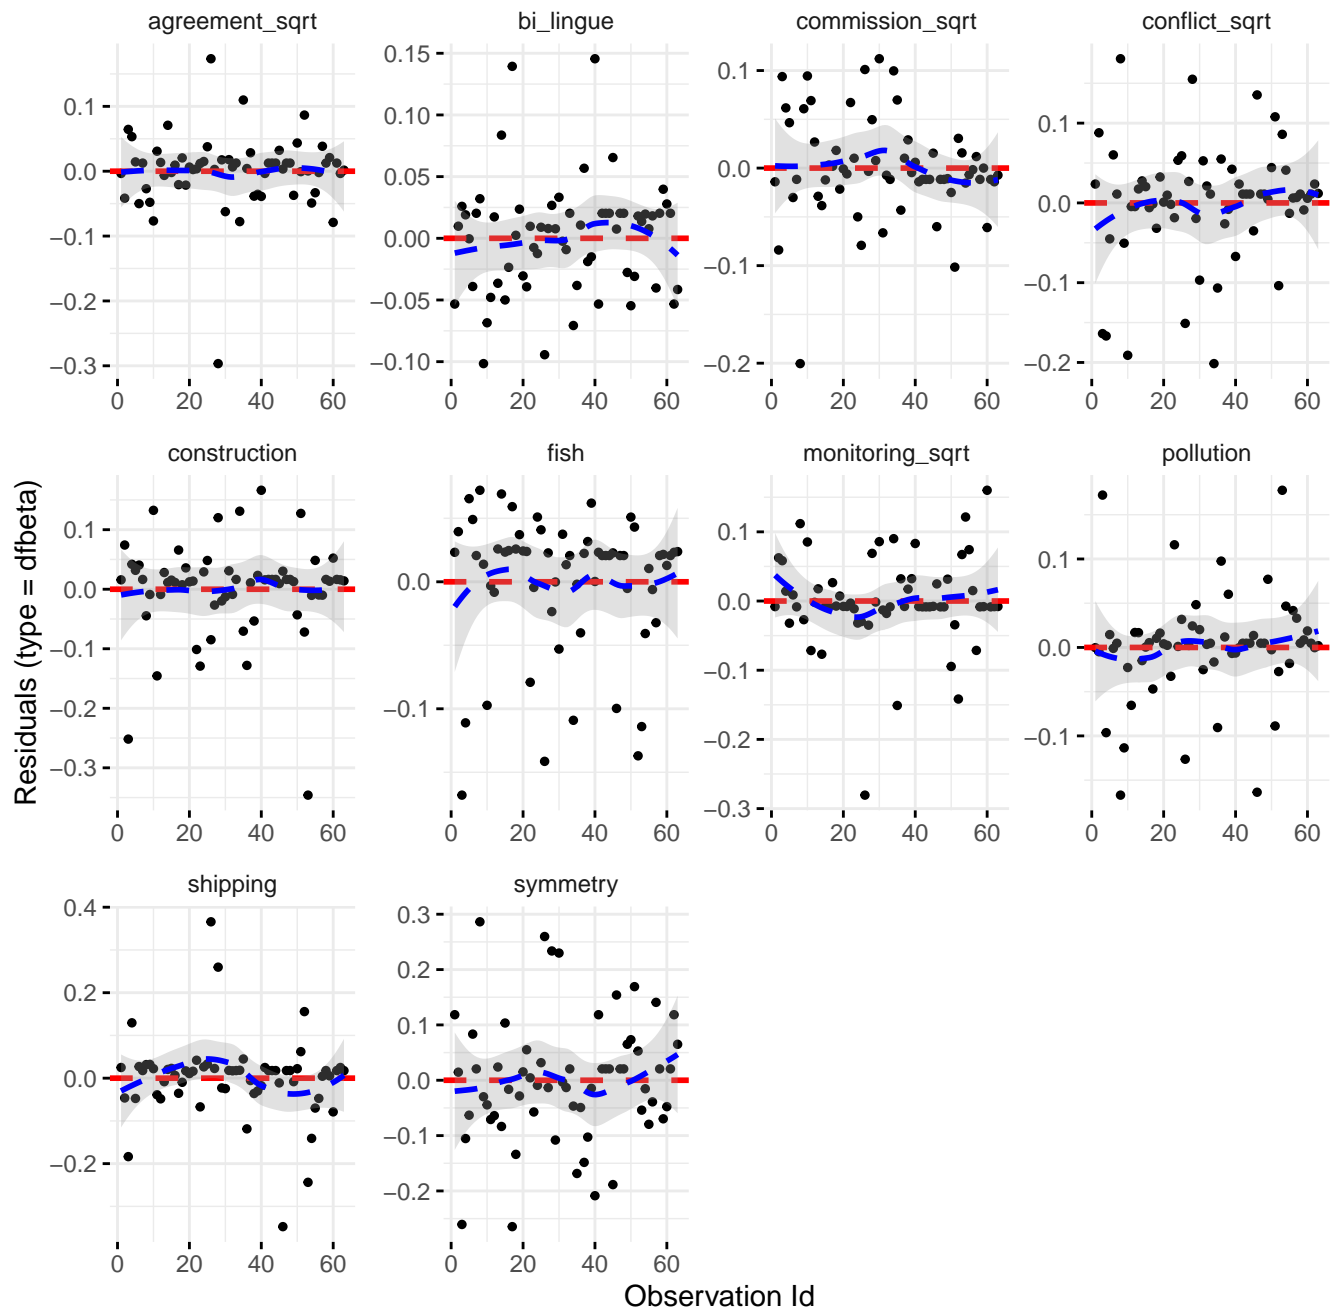 agreement_sqrt bi_lingue commission_sqrt conflict_sqrt
0.1 0.0 −0.1 −0.2 −0.3
0.15 0.10 0.05 0.00 −0.05 −0.10
0.1 0.0 −0.1 −0.2
0.1 0.0 −0.1 −0.2
0 20 40 60 0 20 40 60 0 20 40 60 0 20 40 60
construction fish monitoring_sqrt pollution
0.1 0.0 −0.1 −0.2 −0.3
0.0 −0.1
0.1 0.0 −0.1 −0.2 −0.3
0.1 0.0 −0.1
0 20 40 60 0 20 40 60 0 20 40 60 0 20 40 60
shipping symmetry
0.4 0.2 0.0 −0.2
0.3 0.2 0.1 0.0 −0.1 −0.2
0 20 40 60 0 20 40 60
Residuals (type = dfbeta)
Observation Id